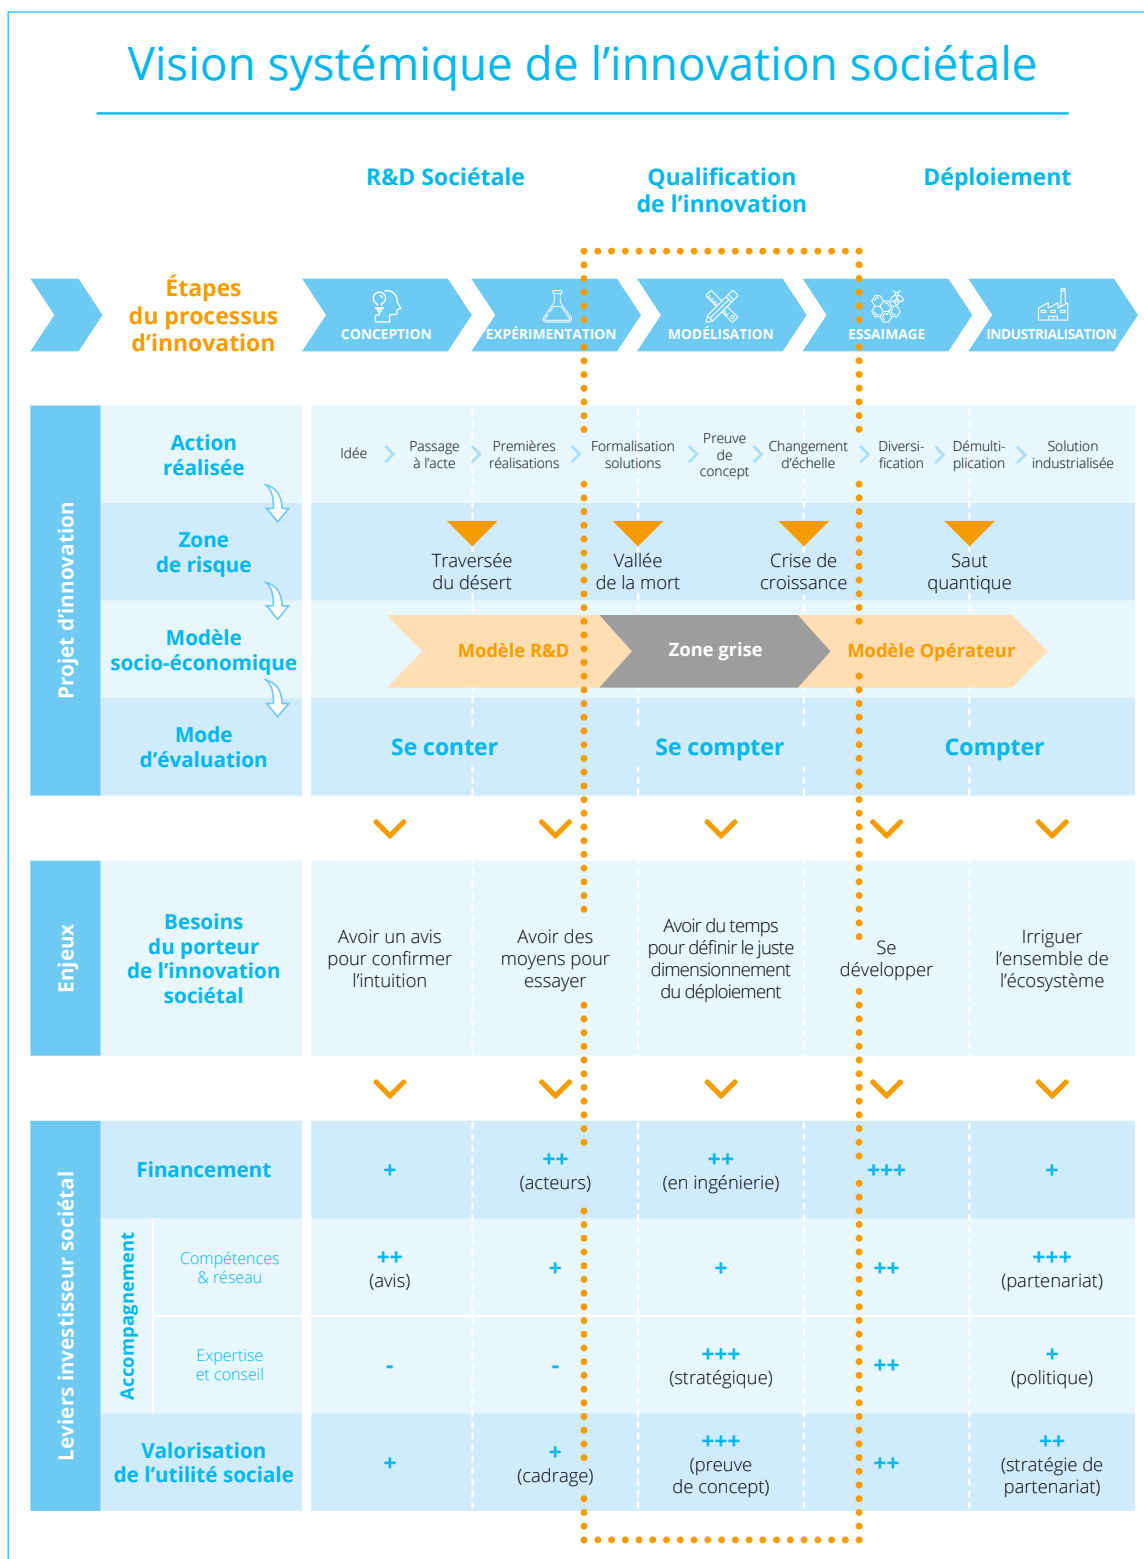 Vision systémique de l'innovation sociétale
R&D Sociétale
Qualification
de l'innovation
Déploiement
Étapes
du processus
d'innovation
CONCEPTION
EXPÉRIMENTATION
MODÉLISATION
ESSAIMAGE
INDUSTRIALISATION
Projet d'innovation
Action
réalisée
Idée
Passage
à l'acte
Premières
réalisations
Formalisation
solutions
Preuve
de
concept
Changement
d'échelle
Diversi-
fication
Démulti-
plication
Solution
industrialisée
Zone
de risque
Traversée
du désert
Vallée
de la mort
Crise de
croissance
Saut
quantique
Modèle
socio-économique
Modèle R&D
Zone grise
Modèle Opérateur
Mode
d'évaluation
Se conter
Se compter
Compter
Enjeux
Besoins
du porteur
de l'innovation
sociétal
Avoir un avis
pour confirmer
l'intuition
Avoir des
moyens pour
essayer
Avoir du temps
pour définir le juste
dimensionnement
du déploiement
Se
développer
Irriguer
l'ensemble de
l'écosystème
Leviers investisseur sociétal
Financement
+
++
(acteurs)
++
(en ingénierie)
+++
+
Accompagnement
Compétences
& réseau
++
(avis)
+
+
++
+++
(partenariat)
Expertise
et conseil
-
-
+++
(stratégique)
++
+
(politique)
Valorisation
de l'utilité sociale
+
+
(cadrage)
+++
(preuve
de concept)
++
++
(stratégie de
partenariat)